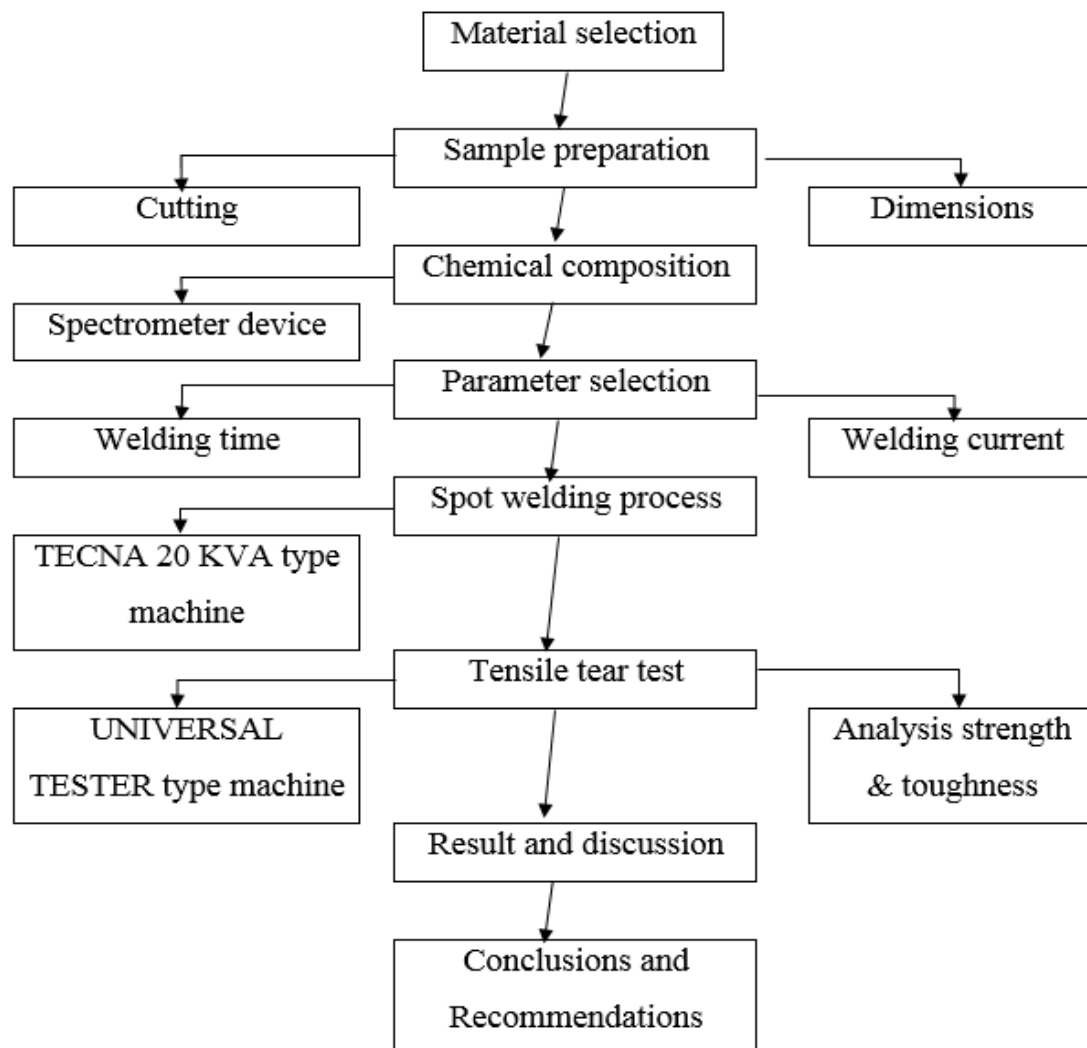 Material selection
Sample preparation
Cutting
Dimensions
Chemical composition
Spectrometer device
Parameter selection
Welding time
Welding current
Spot welding process
TECNA 20 KVA type
machine
Tensile tear test
UNIVERSAL
TESTER type machine
Analysis strength
& toughness
Result and discussion
Conclusions and
Recommendations